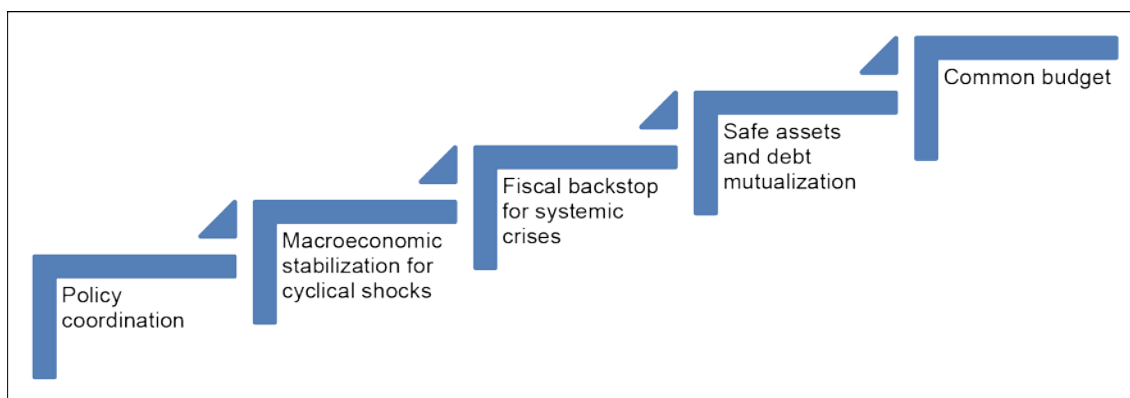 Policy
coordination
Macroeconomic
stabilization for
cyclical shocks
Fiscal backstop
for systemic
crises
Safe assets
and debt
mutualization
Common budget